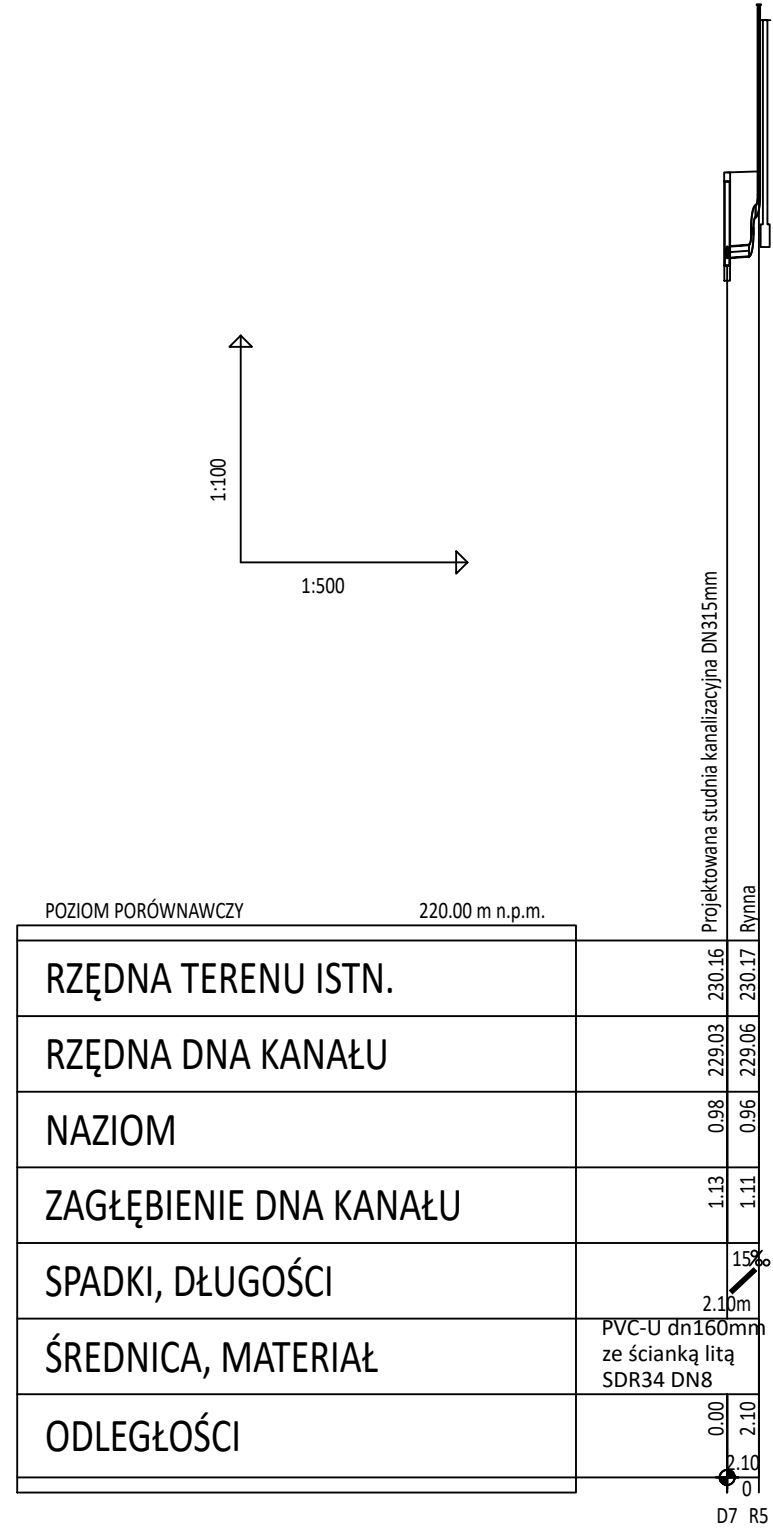 1:100
1:500
Projektowana studnia kanalizacyjna DN315mm
Rynna
POZIOM PORÓWNAWCZY 220.00 m n.p.m.
RZĘDNA TERENU ISTN. 230.16 230.17
RZĘDNA DNA KANAŁU 229.03 229.06
NAZIOM 0.98 0.96
ZAGŁĘBIENIE DNA KANAŁU 1.13 1.11
SPADKI, DŁUGOŚCI 15‰
2.10m
ŚREDNICA, MATERIAŁ
PVC-U dn160mm
ze ścianką litą
SDR34 DN8
ODLEGŁOŚCI 0.00 2.10
2.10
0
D7 R5